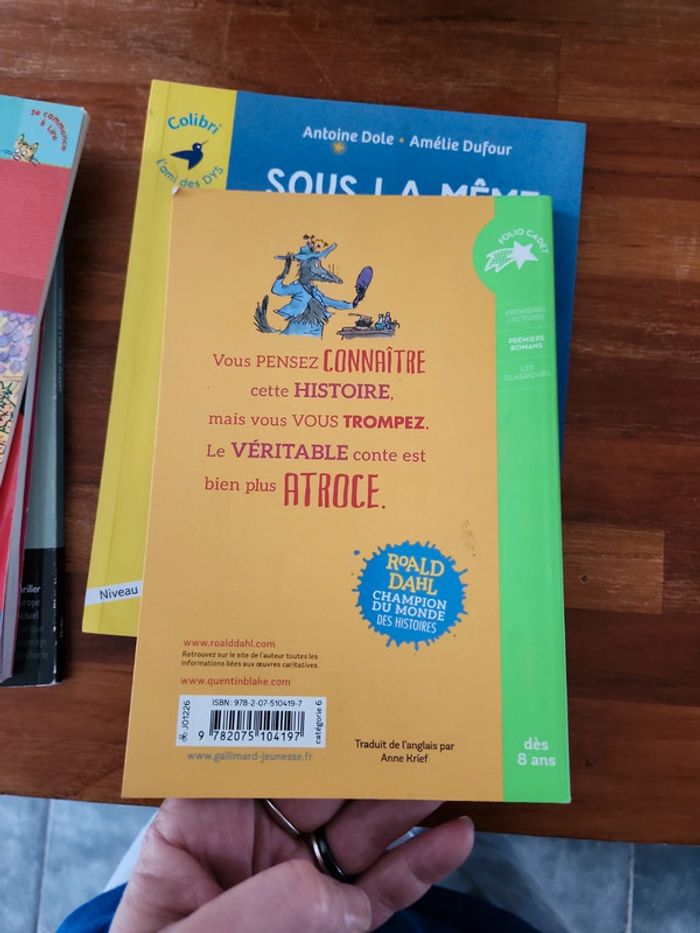 Je commence
à lire
Colibri
l'ami des DYS
Antoine Dole • Amélie Dufour
SOUS LA MÊME
FOLIO CADET
PREMIÈRES
LECTURES
PREMIERS
ROMANS
LES
CLASSIQUES
Vous PENSEZ CONNAÎTRE
cette HISTOIRE,
mais vous VOUS TROMPEZ.
Le VÉRITABLE conte est
bien plus ATROCE.
ROALD
DAHL
CHAMPION
DU MONDE
DES HISTOIRES
Niveau
www.roalddahl.com
Retrouvez sur le site de l'auteur toutes les
informations liées aux œuvres caritatives.
www.quentinblake.com
J01226
ISBN : 978-2-07-510419-7
9 782075 104197
catégorie 6
www.gallimard-jeunesse.fr
Traduit de l'anglais par
Anne Krief
dès
8 ans